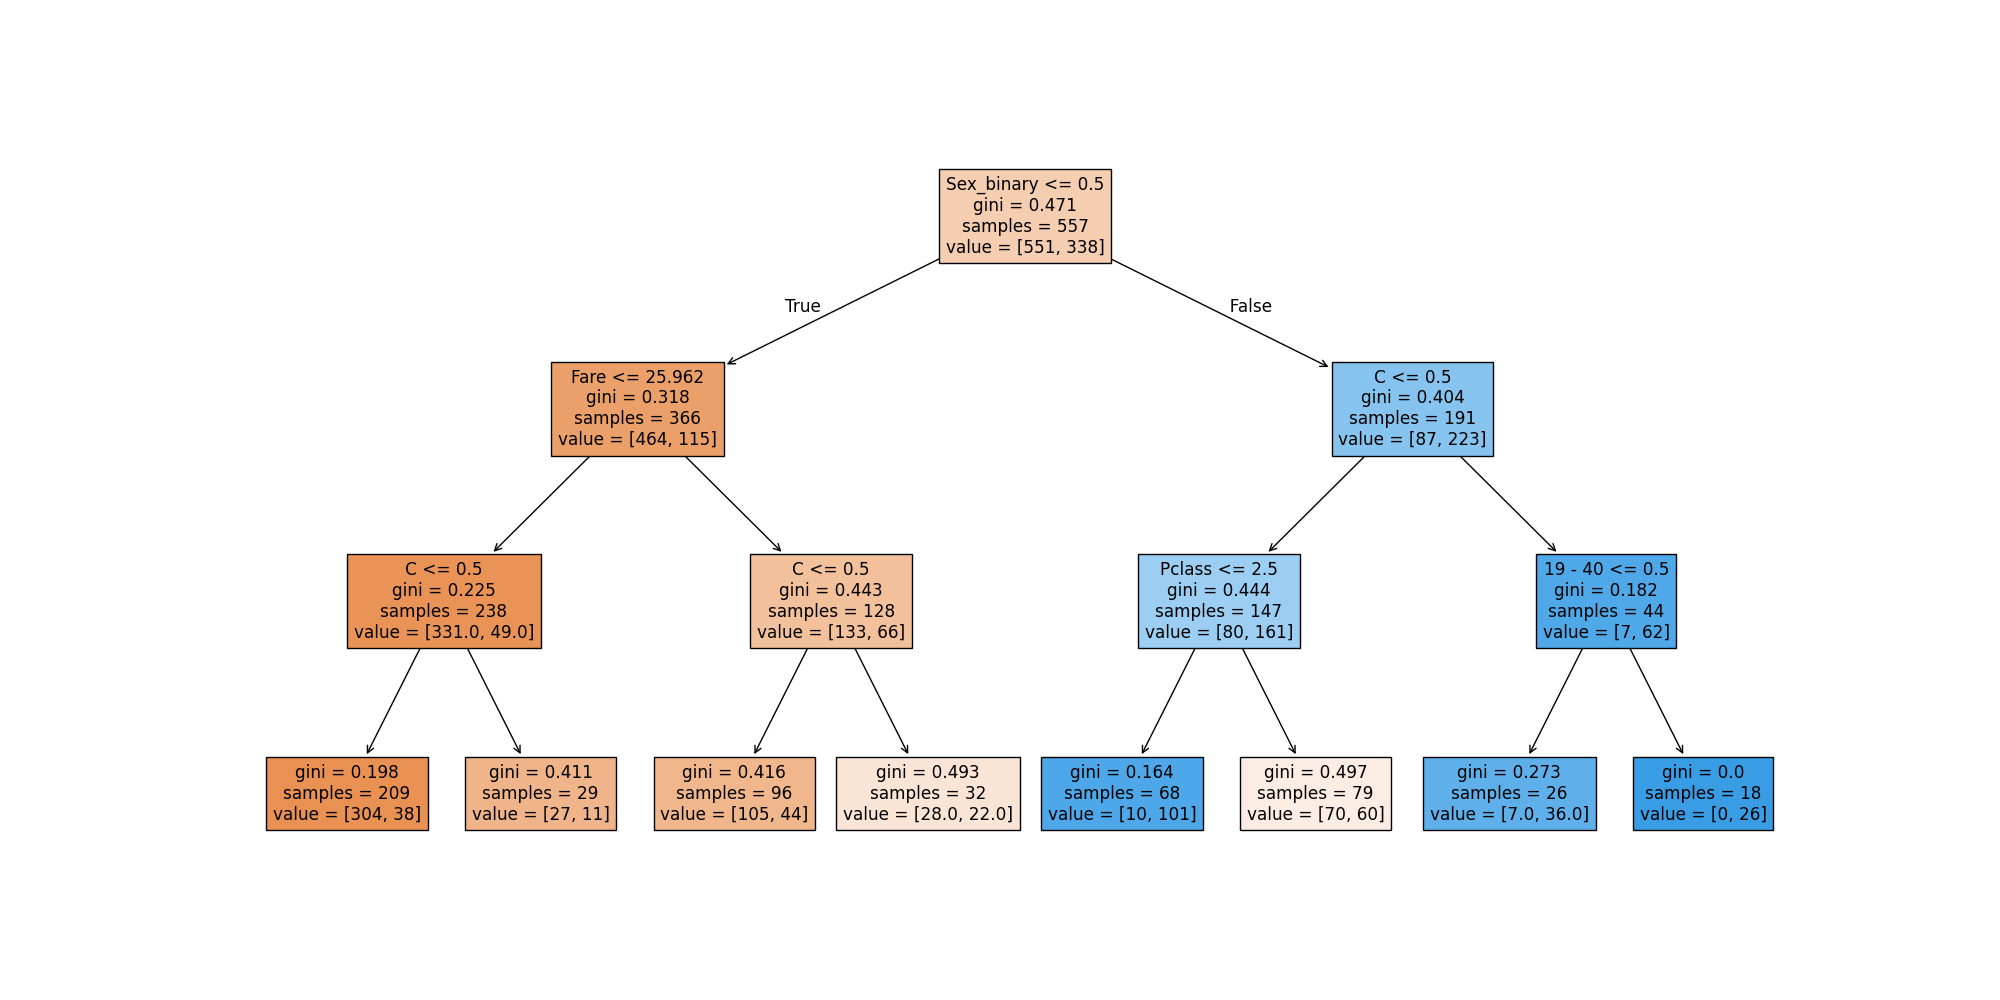 Sex_binary <= 0.5
gini = 0.471
samples = 557
value = [551, 338]
True
False
Fare <= 25.962
gini = 0.318
samples = 366
value = [464, 115]
C <= 0.5
gini = 0.404
samples = 191
value = [87, 223]
C <= 0.5
gini = 0.225
samples = 238
value = [331.0, 49.0]
C <= 0.5
gini = 0.443
samples = 128
value = [133, 66]
Pclass <= 2.5
gini = 0.444
samples = 147
value = [80, 161]
19 - 40 <= 0.5
gini = 0.182
samples = 44
value = [7, 62]
gini = 0.198
samples = 209
value = [304, 38]
gini = 0.411
samples = 29
value = [27, 11]
gini = 0.416
samples = 96
value = [105, 44]
gini = 0.493
samples = 32
value = [28.0, 22.0]
gini = 0.164
samples = 68
value = [10, 101]
gini = 0.497
samples = 79
value = [70, 60]
gini = 0.273
samples = 26
value = [7.0, 36.0]
gini = 0.0
samples = 18
value = [0, 26]